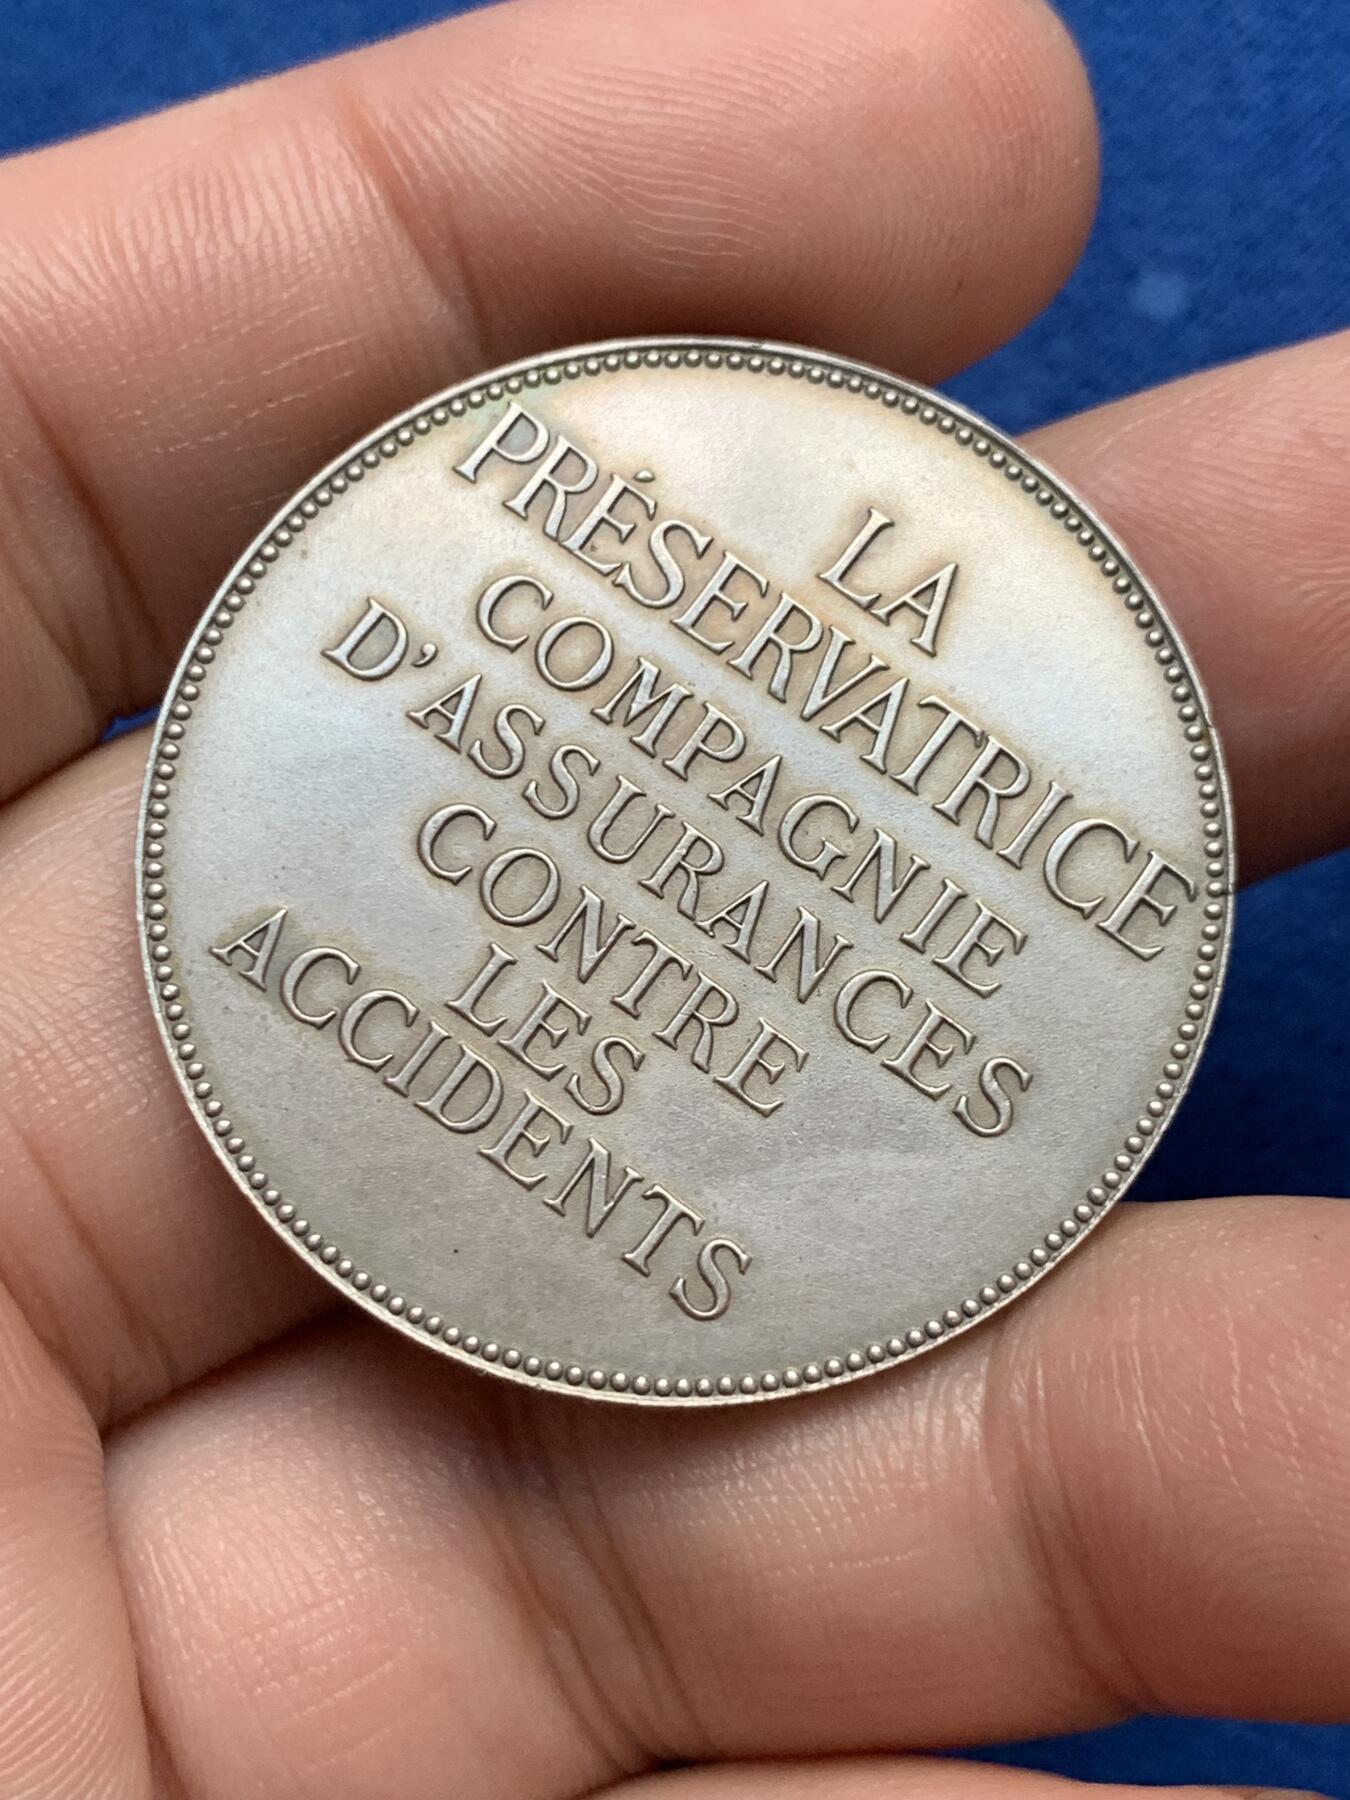 LA
PRÉSERVATRICE
COMPAGNIE
D'ASSURANCES
CONTRE
LES
ACCIDENTS